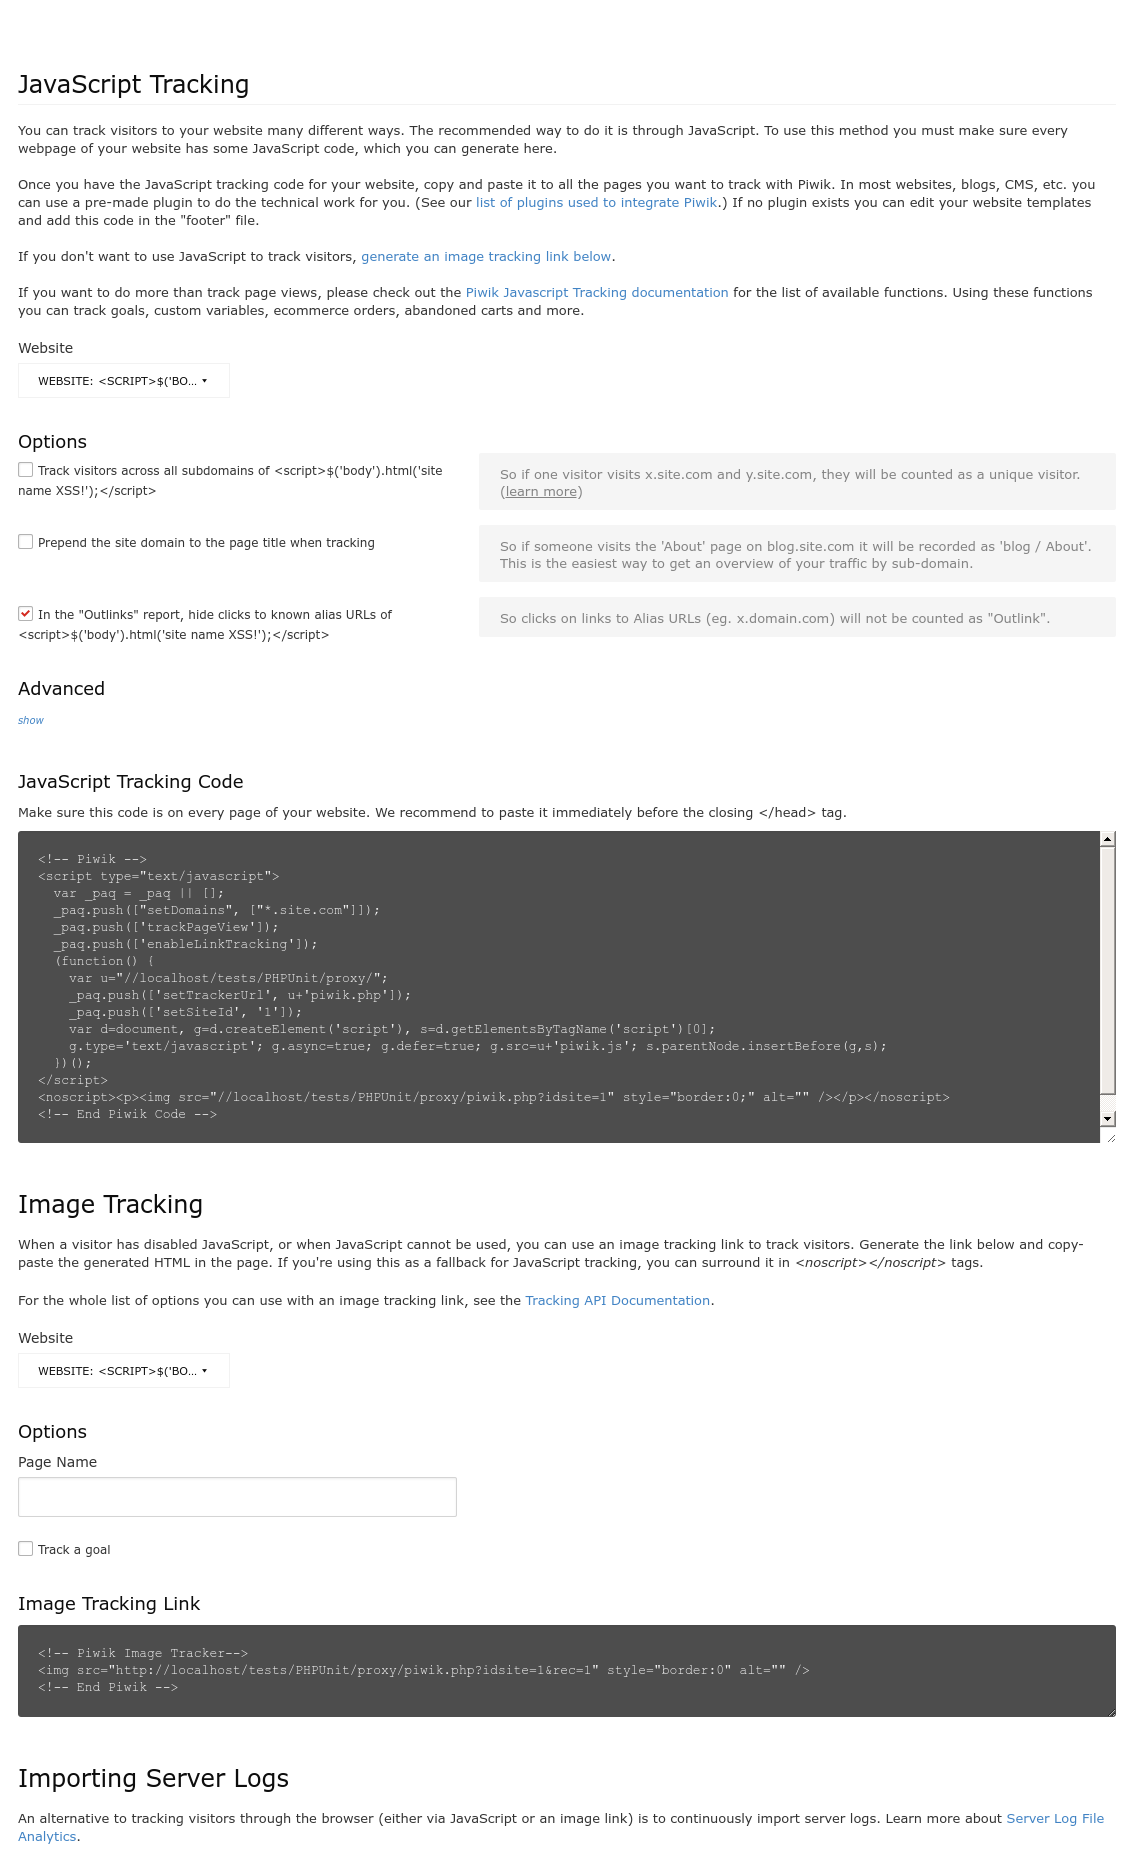 JavaScript Tracking
You can track visitors to your website many different ways. The recommended way to do it is through JavaScript. To use this method you must make sure every
webpage of your website has some JavaScript code, which you can generate here.
Once you have the JavaScript tracking code for your website, copy and paste it to all the pages you want to track with Piwik. In most websites, blogs, CMS, etc. you
can use a pre-made plugin to do the technical work for you. (See our list of plugins used to integrate Piwik.) If no plugin exists you can edit your website templates
and add this code in the "footer" file.
If you don't want to use JavaScript to track visitors, generate an image tracking link below.
If you want to do more than track page views, please check out the Piwik Javascript Tracking documentation for the list of available functions. Using these functions
you can track goals, custom variables, ecommerce orders, abandoned carts and more.
Website
WEBSITE: <SCRIPT>$('BO...
Options
Track visitors across all subdomains of <script>$('body').html('site
name XSS!');</script>
So if one visitor visits x.site.com and y.site.com, they will be counted as a unique visitor.
(learn more)
Prepend the site domain to the page title when tracking
So if someone visits the 'About' page on blog.site.com it will be recorded as 'blog / About'.
This is the easiest way to get an overview of your traffic by sub-domain.
In the "Outlinks" report, hide clicks to known alias URLs of
<script>$('body').html('site name XSS!');</script>
So clicks on links to Alias URLs (eg. x.domain.com) will not be counted as "Outlink".
Advanced
show
JavaScript Tracking Code
Make sure this code is on every page of your website. We recommend to paste it immediately before the closing </head> tag.
<!-- Piwik -->
<script type="text/javascript">
  var _paq = _paq || [];
  _paq.push(["setDomains", ["*.site.com"]]);
  _paq.push(['trackPageView']);
  _paq.push(['enableLinkTracking']);
  (function() {
    var u="//localhost/tests/PHPUnit/proxy/";
    _paq.push(['setTrackerUrl', u+'piwik.php']);
    _paq.push(['setSiteId', '1']);
    var d=document, g=d.createElement('script'), s=d.getElementsByTagName('script')[0];
    g.type='text/javascript'; g.async=true; g.defer=true; g.src=u+'piwik.js'; s.parentNode.insertBefore(g,s);
  })();
</script>
<noscript><p><img src="//localhost/tests/PHPUnit/proxy/piwik.php?idsite=1" style="border:0;" alt="" /></p></noscript>
<!-- End Piwik Code -->
Image Tracking
When a visitor has disabled JavaScript, or when JavaScript cannot be used, you can use an image tracking link to track visitors. Generate the link below and copy-
paste the generated HTML in the page. If you're using this as a fallback for JavaScript tracking, you can surround it in <noscript></noscript> tags.
For the whole list of options you can use with an image tracking link, see the Tracking API Documentation.
Website
WEBSITE: <SCRIPT>$('BO...
Options
Page Name
Track a goal
Image Tracking Link
<!-- Piwik Image Tracker-->
<img src="http://localhost/tests/PHPUnit/proxy/piwik.php?idsite=1&rec=1" style="border:0" alt="" />
<!-- End Piwik -->
Importing Server Logs
An alternative to tracking visitors through the browser (either via JavaScript or an image link) is to continuously import server logs. Learn more about Server Log File
Analytics.